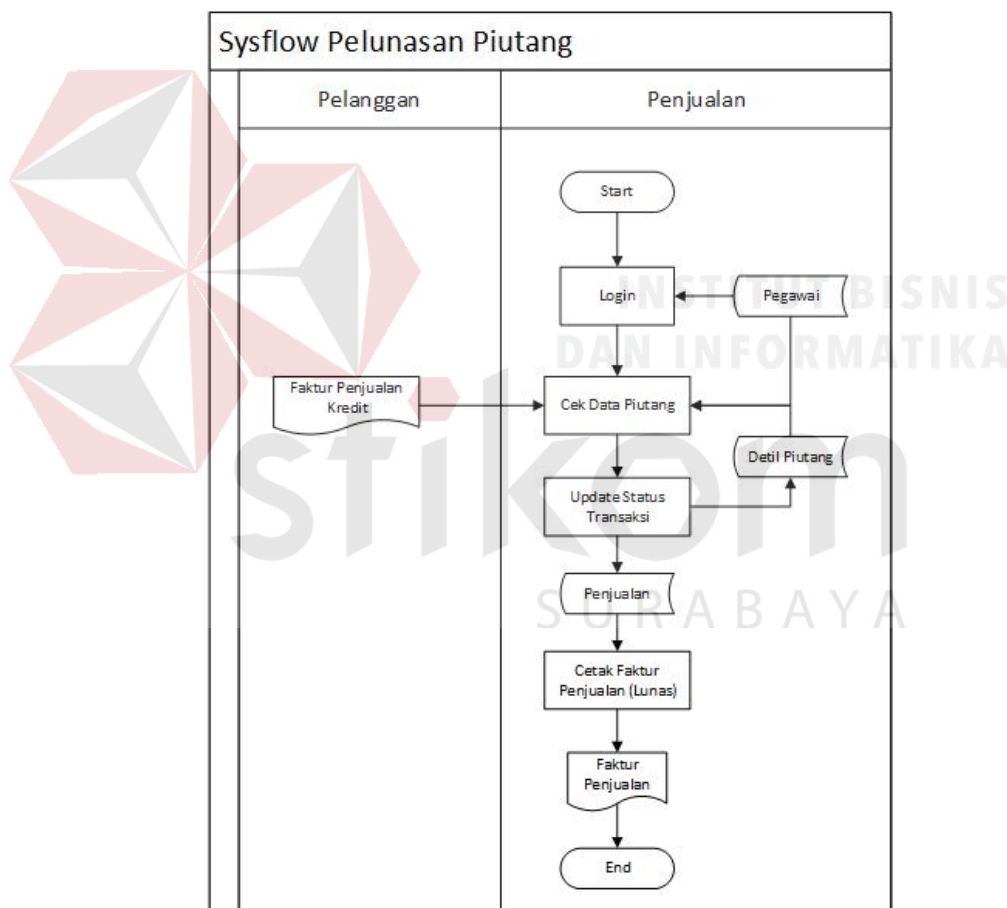 Sysflow Pelunasan Piutang
Pelanggan
Penjualan
Start
Login
Pegawai
Faktur Penjualan
Kredit
Cek Data Piutang
Detil Piutang
Update Status
Transaksi
Penjualan
Cetak Faktur
Penjualan (Lunas)
Faktur
Penjualan
End
INSTITUT BISNIS
DAN INFORMATIKA
stikom
SURABAYA